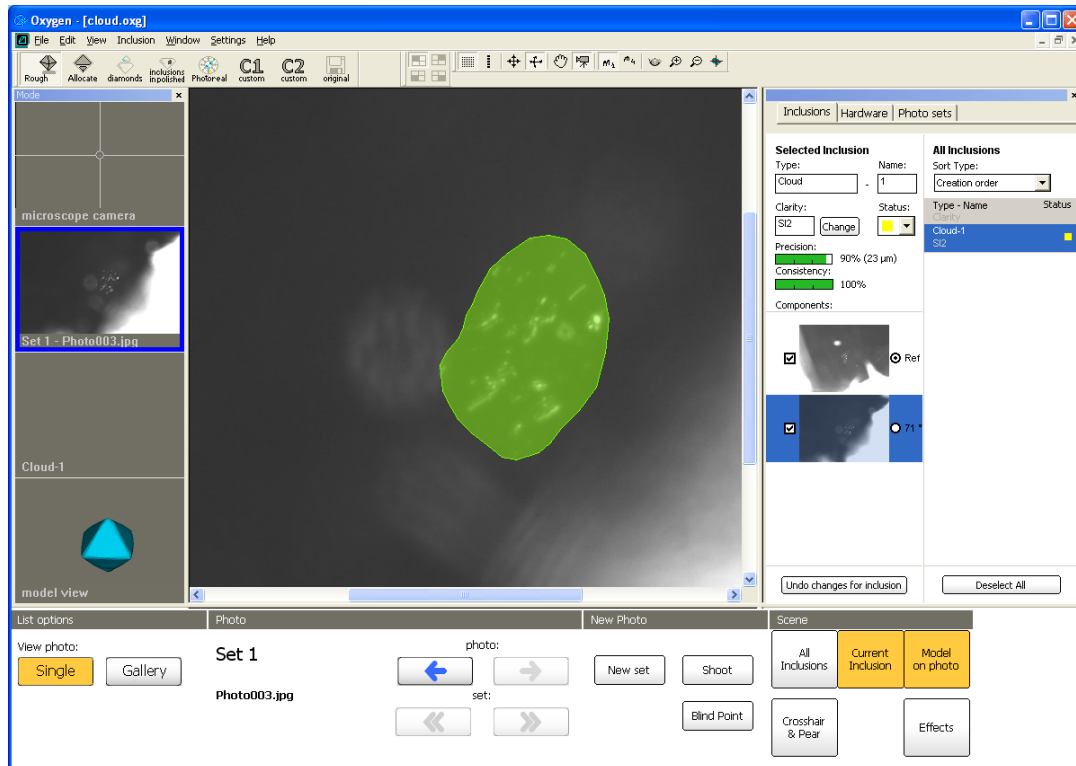 Oxygen - [cloud.oxg]
File Edit View Inclusion Window Settings Help
Rough Allocate diamonds inclusions inpolished Photoreal C1 custom C2 custom original
Mode
microscope camera
Set 1 - Photo003.jpg
Cloud-1
model view
Inclusions Hardware Photo sets
Selected Inclusion
Type: Name:
Cloud - 1
Clarity: Status:
SI2 Change
Precision:
90% (23 µm)
Consistency:
100%
Components:
Ref
71 °
Undo changes for inclusion
All Inclusions
Sort Type:
Creation order
Type - Name Status
Clarity
Cloud-1
SI2
Deselect All
List options
View photo:
Single Gallery
Photo
Set 1
Photo003.jpg
photo:
set:
New Photo
New set Shoot
Blind Point
Scene
All Inclusions
Current Inclusion
Model on photo
Crosshair & Pear
Effects